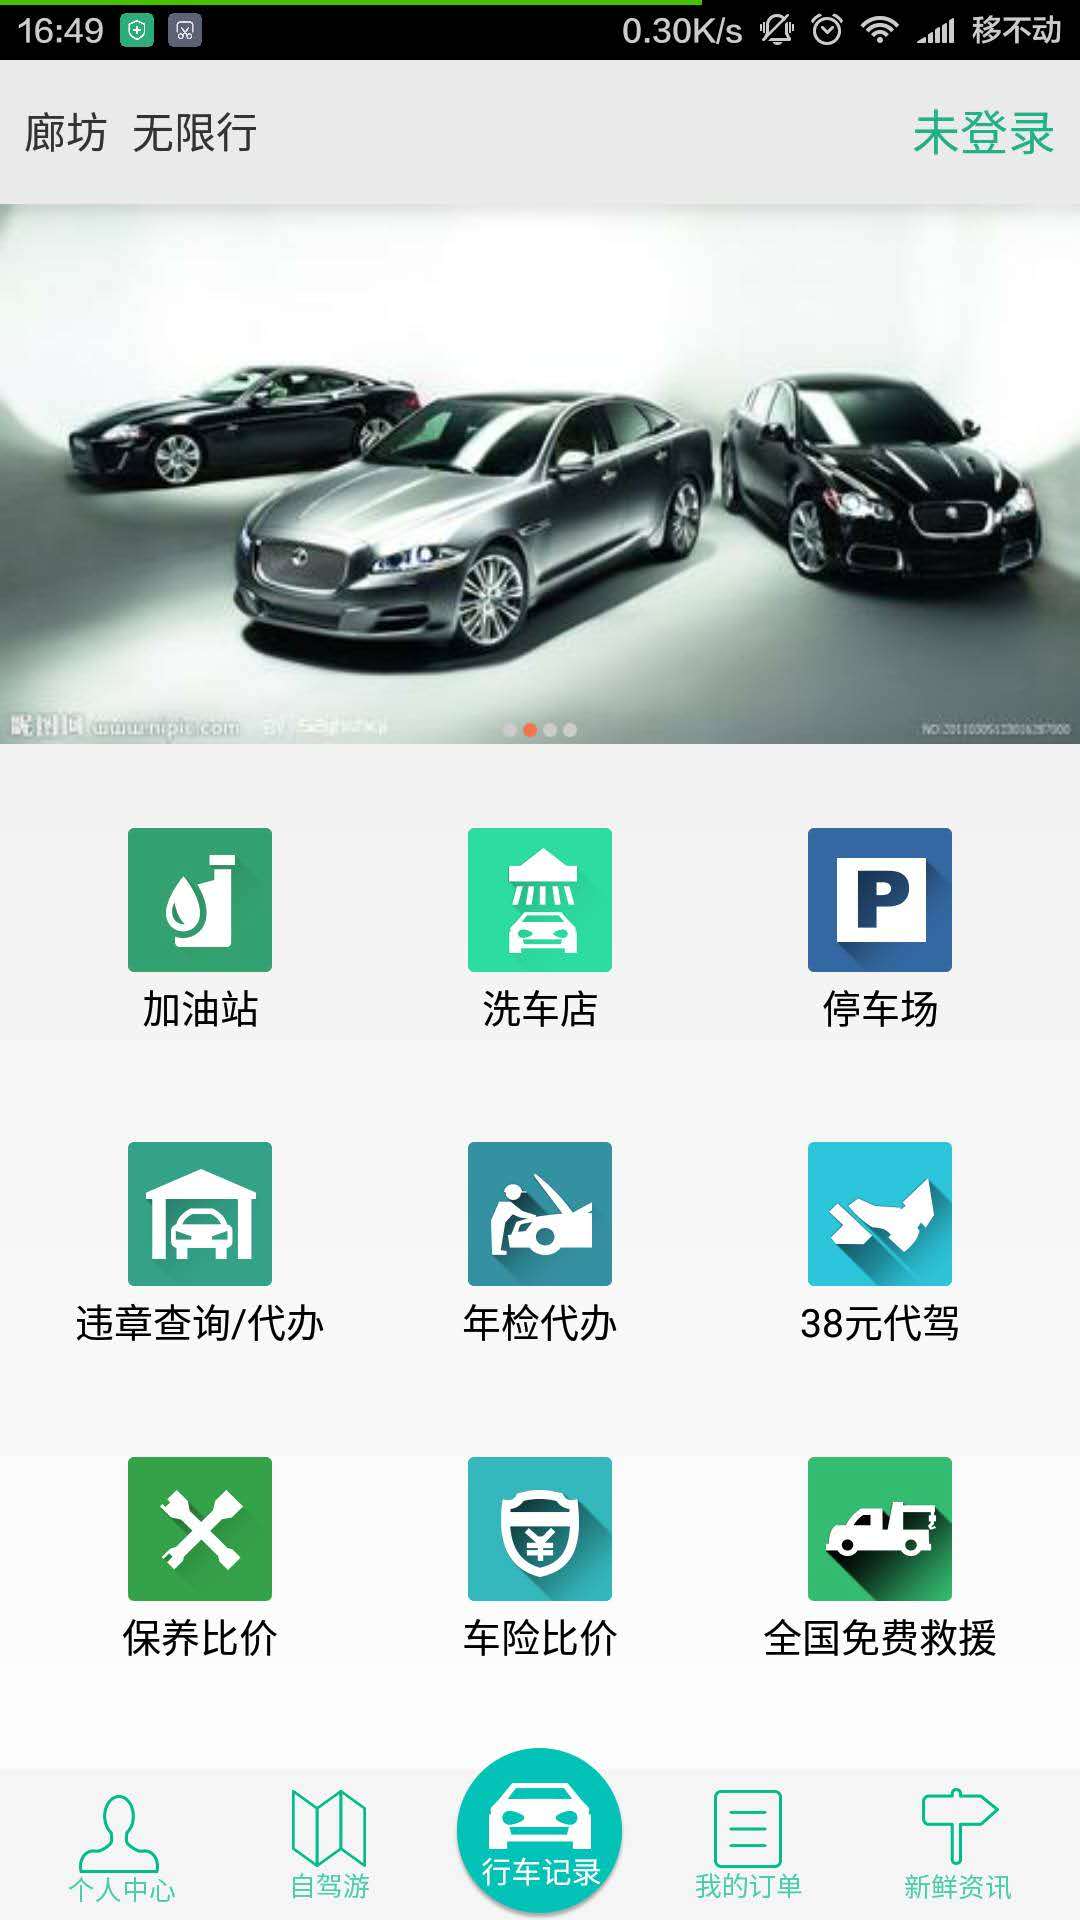 16:49
0.30K/s 移不动
廊坊 无限行
未登录
昵图网 www.nipic.com BY:
P
加油站
洗车店
停车场
违章查询/代办
年检代办
38元代驾
¥
保养比价
车险比价
全国免费救援
个人中心
自驾游
行车记录
我的订单
新鲜资讯